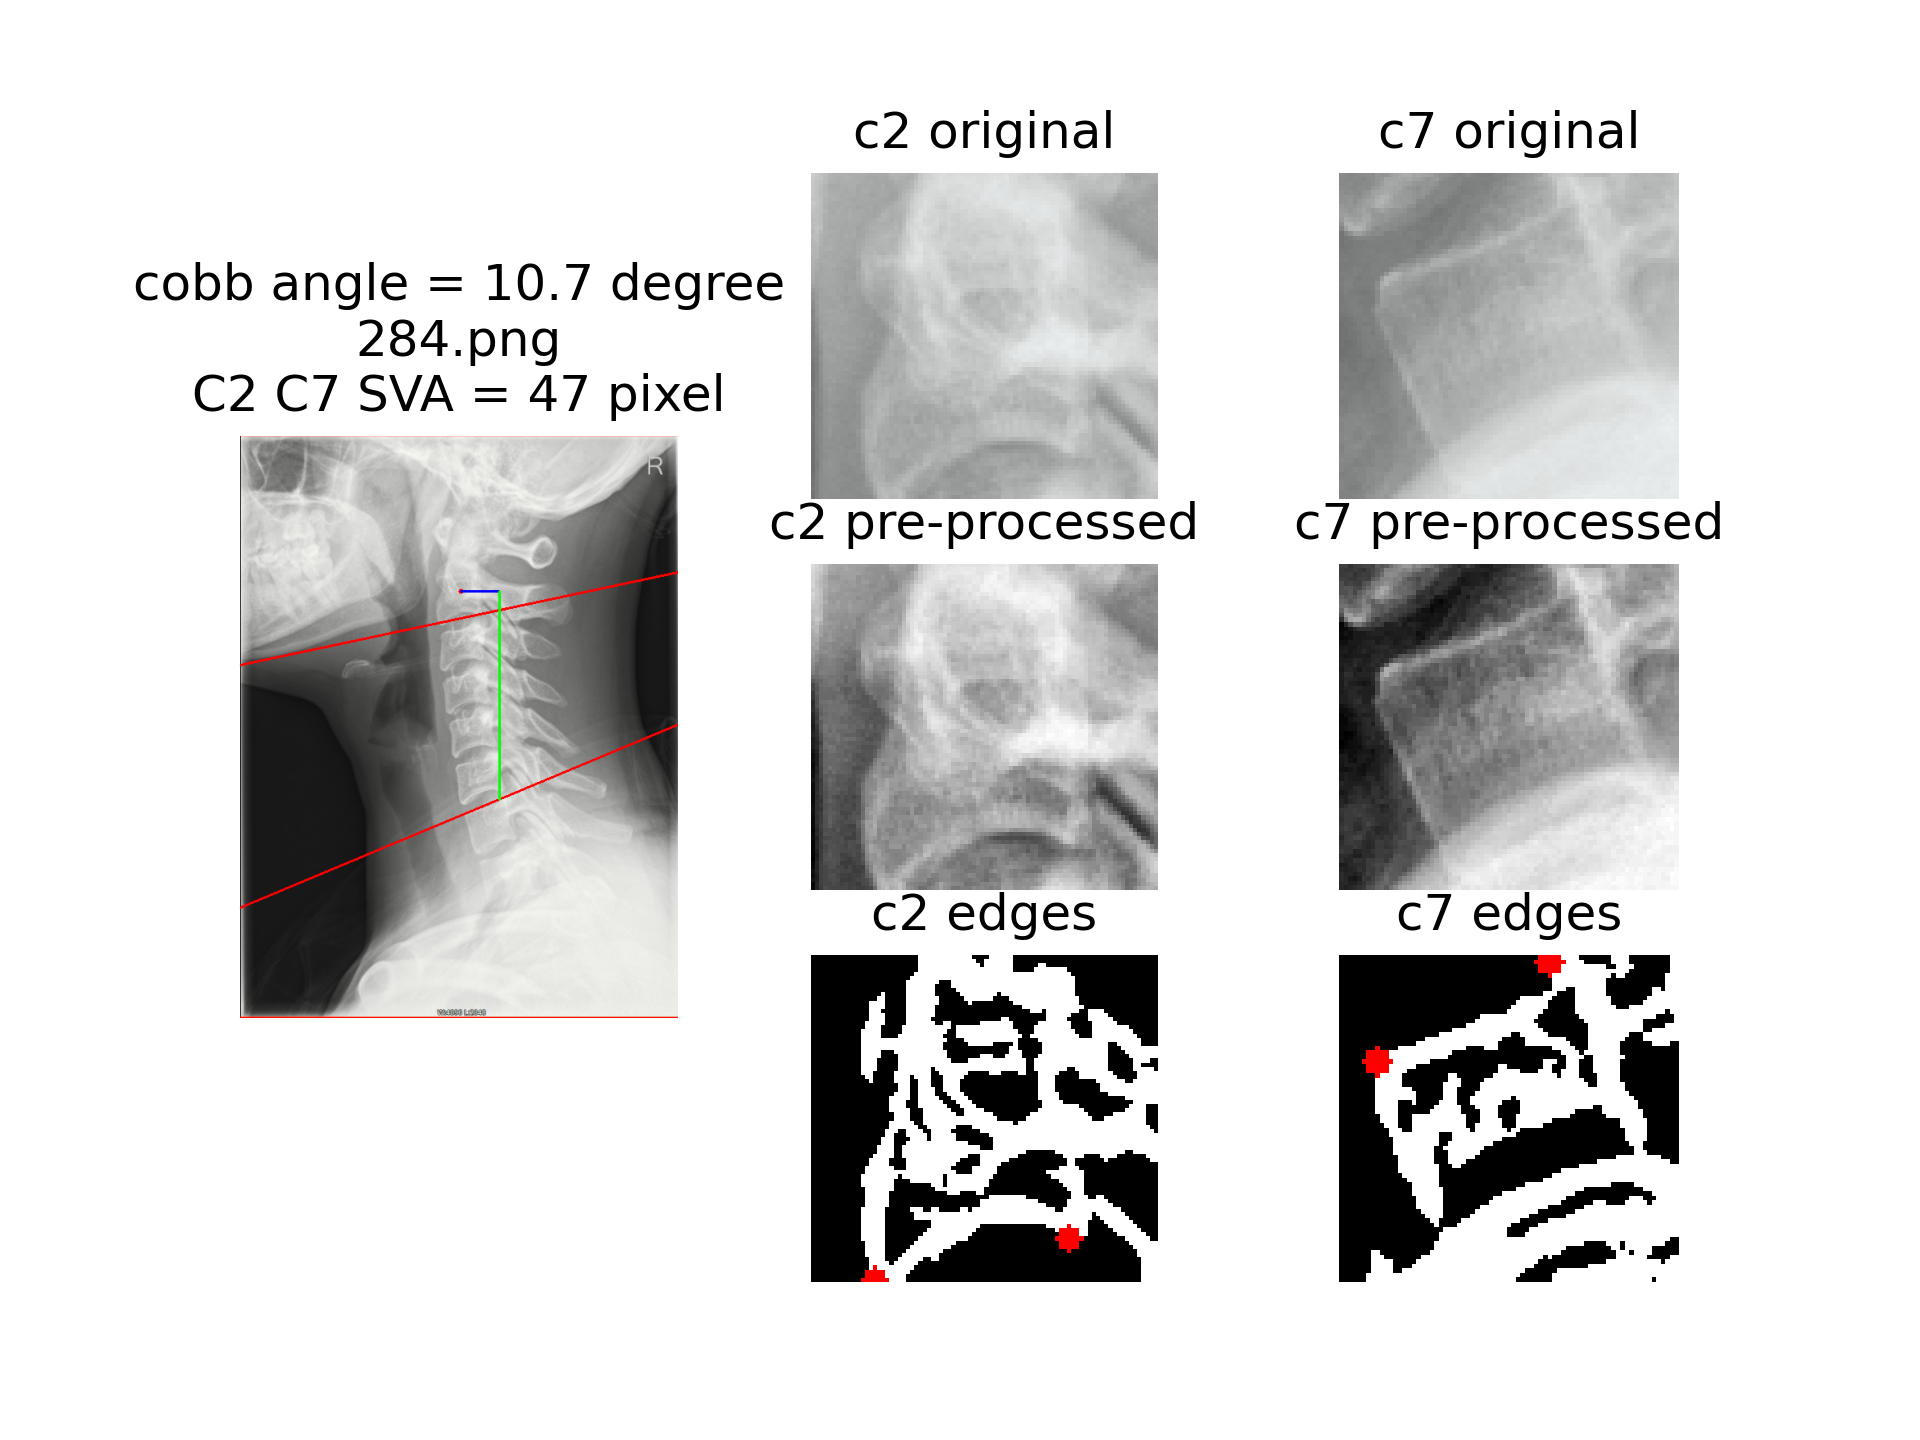 cobb angle = 10.7 degree
284.png
C2 C7 SVA = 47 pixel
R
c2 original
c7 original
c2 pre-processed
c7 pre-processed
c2 edges
c7 edges